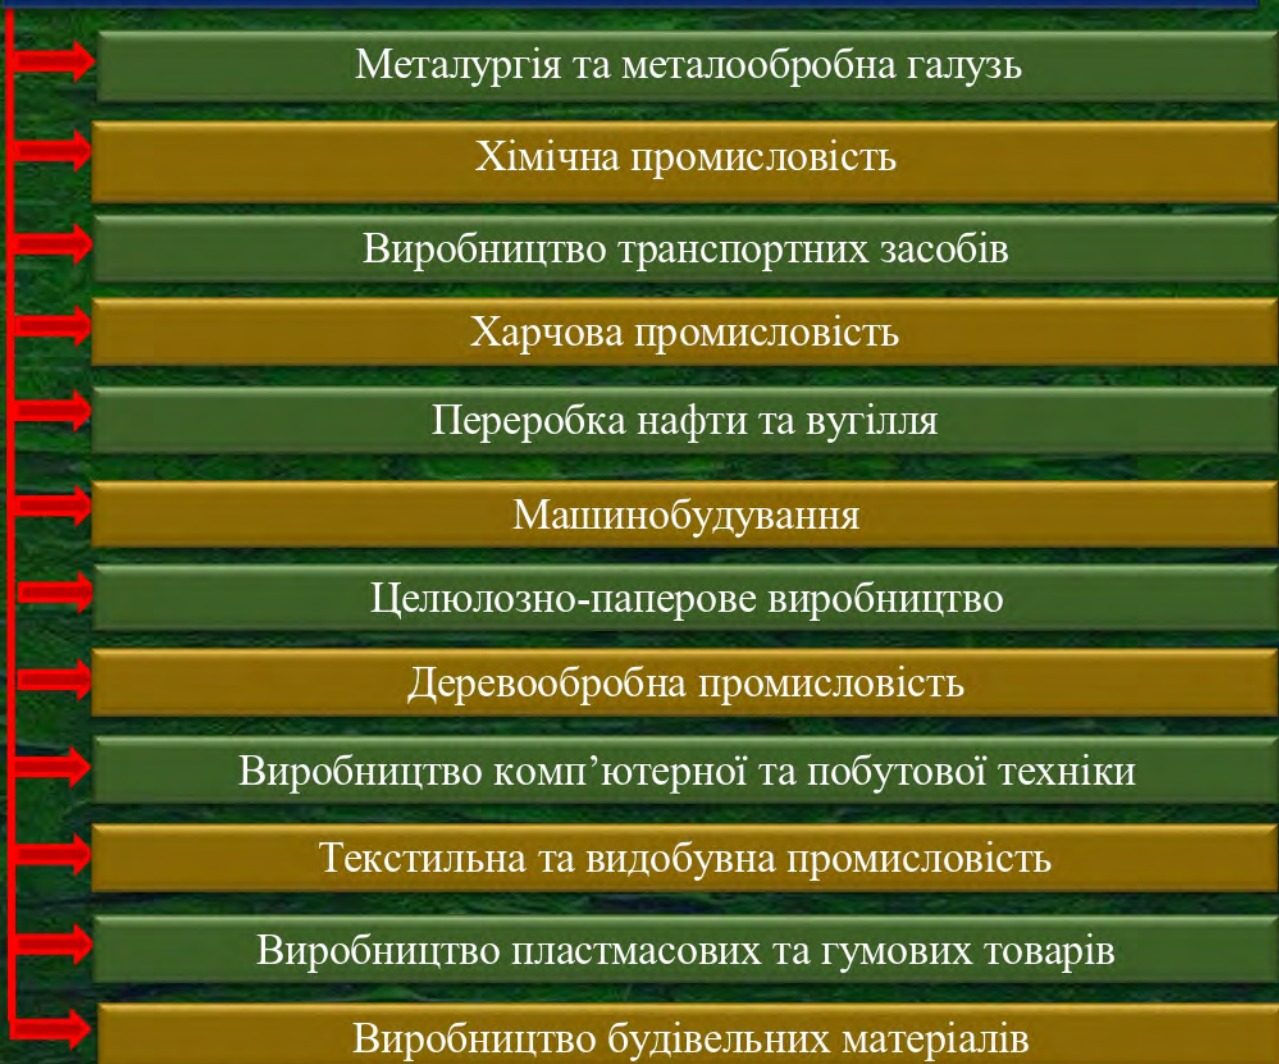 Металургія та металообробна галузь
Хімічна промисловість
Виробництво транспортних засобів
Харчова промисловість
Переробка нафти та вугілля
Машинобудування
Целюлозно-паперове виробництво
Деревообробна промисловість
Виробництво комп’ютерної та побутової техніки
Текстильна та видобувна промисловість
Виробництво пластмасових та гумових товарів
Виробництво будівельних матеріалів